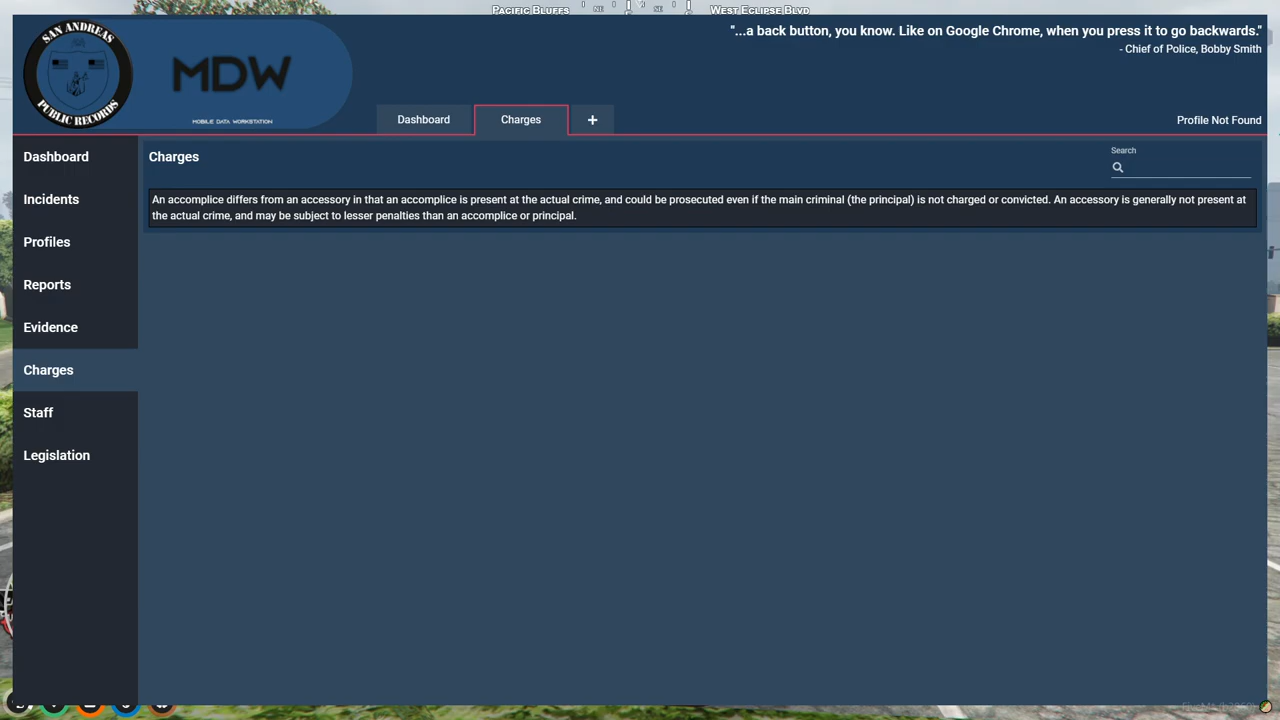 PACIFIC BLUFFS
NE
SE
WEST ECLIPSE BLVD
SAN ANDREAS
PUBLIC RECORDS
MDW
MOBILE DATA WORKSTATION
"...a back button, you know. Like on Google Chrome, when you press it to go backwards."
- Chief of Police, Bobby Smith
Dashboard
Charges
+
Profile Not Found
Dashboard
Incidents
Profiles
Reports
Evidence
Charges
Staff
Legislation
Charges
Search
An accomplice differs from an accessory in that an accomplice is present at the actual crime, and could be prosecuted even if the main criminal (the principal) is not charged or convicted. An accessory is generally not present at
the actual crime, and may be subject to lesser penalties than an accomplice or principal.